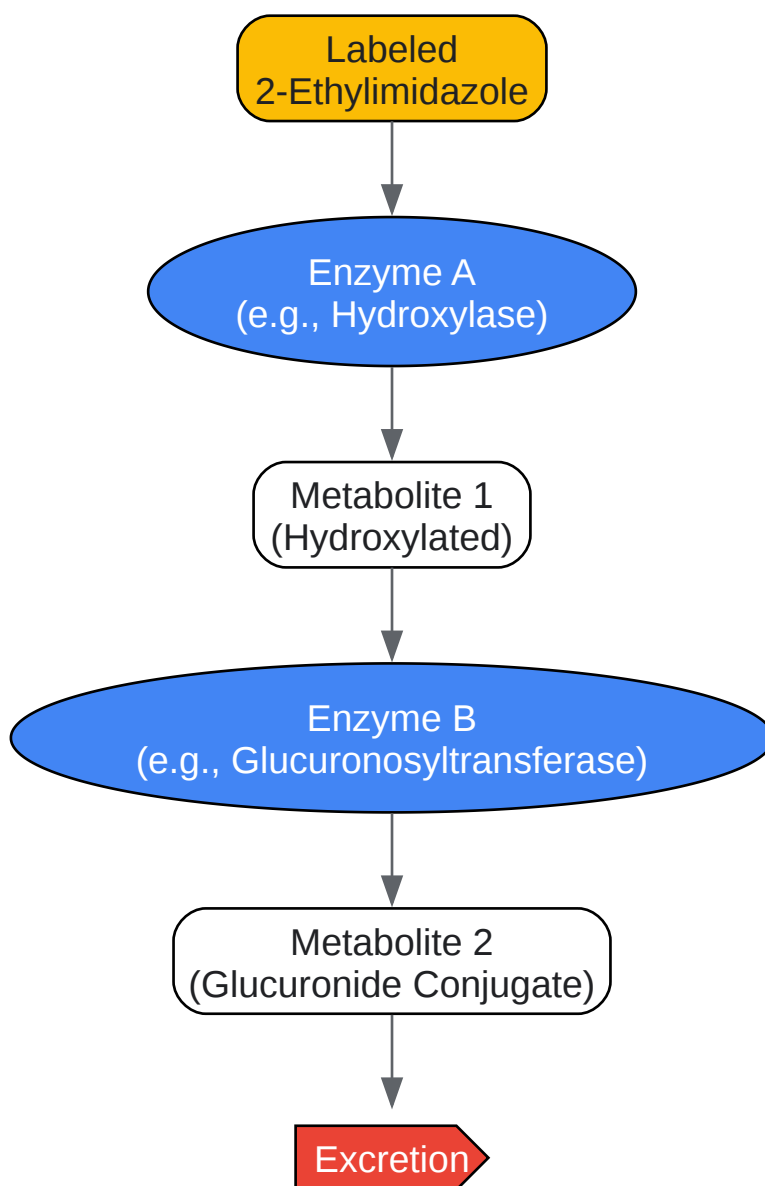 Labeled
2-Ethylimidazole
Enzyme A
(e.g., Hydroxylase)
Metabolite 1
(Hydroxylated)
Enzyme B
(e.g., Glucuronosyltransferase)
Metabolite 2
(Glucuronide Conjugate)
Excretion